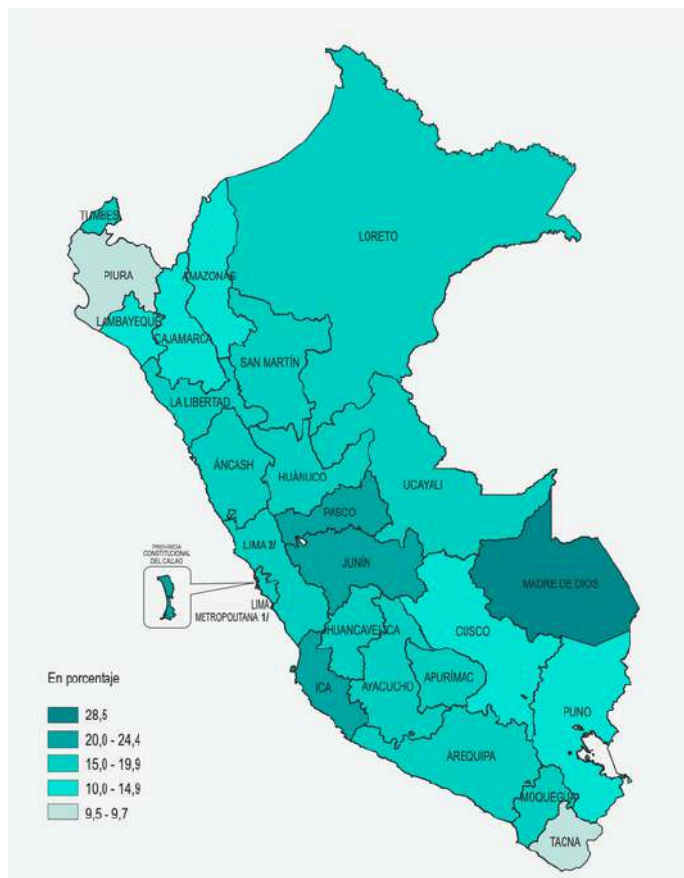 LORETO
TUMBES
PIURA
AMAZONAS
LAMBAYEQUE
CAJAMARCA
SAN MARTÍN
LA LIBERTAD
ÁNCASH
HUÁNUCO
UCAYALI
PASCO
LIMA 2/
PROVINCIA
CONSTITUCIONAL
DEL CALLAO
JUNÍN
MADRE DE DIOS
LIMA
METROPOLITANA 1/
HUANCAVELICA
CUSCO
ICA
AYACUCHO
APURÍMAC
PUNO
AREQUIPA
MOQUEGUA
TACNA
En porcentaje
28,5
20,0 - 24,4
15,0 - 19,9
10,0 - 14,9
9,5 - 9,7